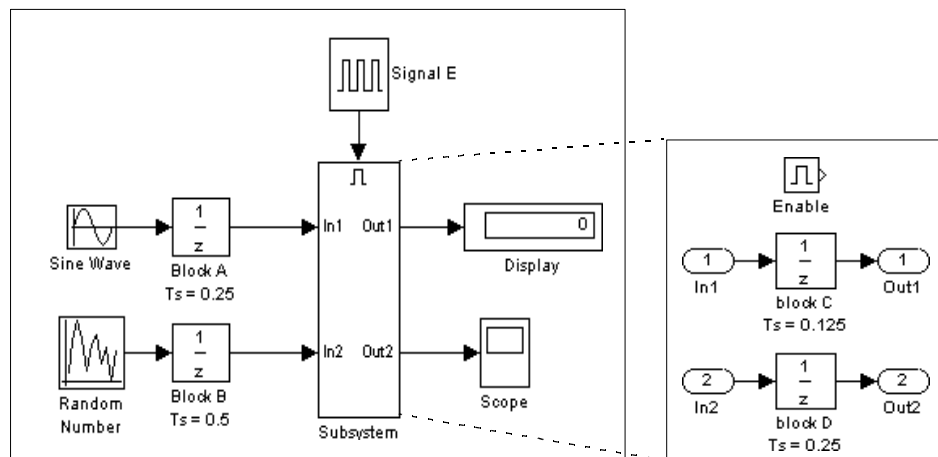 Signal E
In1 Out1
In2 Out2
Subsystem
1
z
Sine Wave
Block A
Ts = 0.25
Random
Number
1
z
Block B
Ts = 0.5
0
Display
Scope
Enable
1
In1
1
z
block C
Ts = 0.125
1
Out1
2
In2
1
z
block D
Ts = 0.25
2
Out2